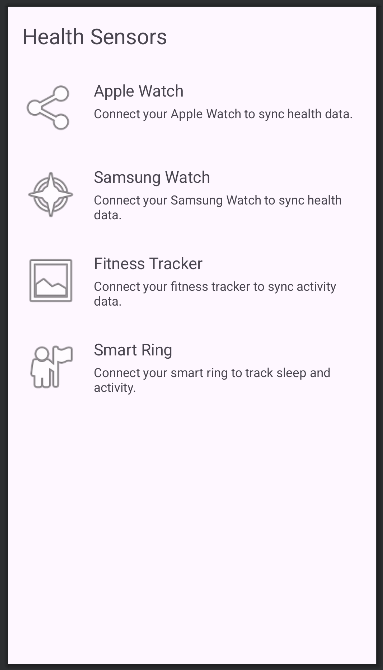 Health Sensors
Apple Watch
Connect your Apple Watch to sync health data.
Samsung Watch
Connect your Samsung Watch to sync health
data.
Fitness Tracker
Connect your fitness tracker to sync activity
data.
Smart Ring
Connect your smart ring to track sleep and
activity.